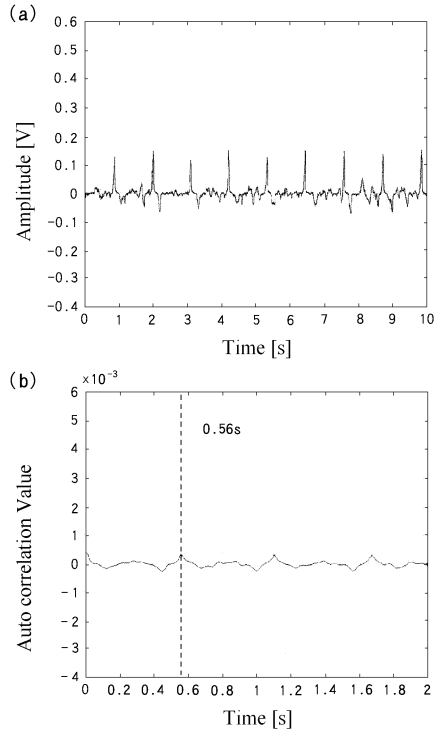 (a)
0.6
0.5
0.4
0.3
0.2
0.1
0
-0.1
-0.2
-0.3
-0.4
Amplitude [V]
0 1 2 3 4 5 6 7 8 9 10
Time [s]
(b)
×10⁻³
6
5
4
3
2
1
0
-1
-2
-3
-4
Auto correlation Value
0.56s
0 0.2 0.4 0.6 0.8 1 1.2 1.4 1.6 1.8 2
Time [s]